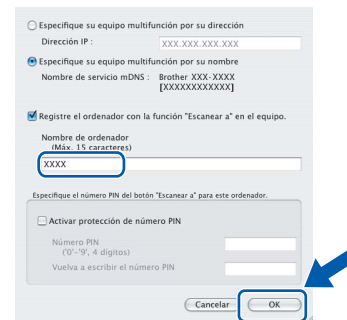 Especifique su equipo multifunción por su dirección
Dirección IP :
XXX.XXX.XXX.XXX
Especifique su equipo multifunción por su nombre
Nombre de servicio mDNS : Brother XXX-XXXX
[XXXXXXXXXXXX]
Registre el ordenador con la función "Escanear a" en el equipo.
Nombre de ordenador
(Máx. 15 caracteres)
XXXX
Especifique el número PIN del botón "Escanear a" para este ordenador.
Activar protección de número PIN
Número PIN
('0'-'9', 4 dígitos)
Vuelva a escribir el número PIN
Cancelar OK